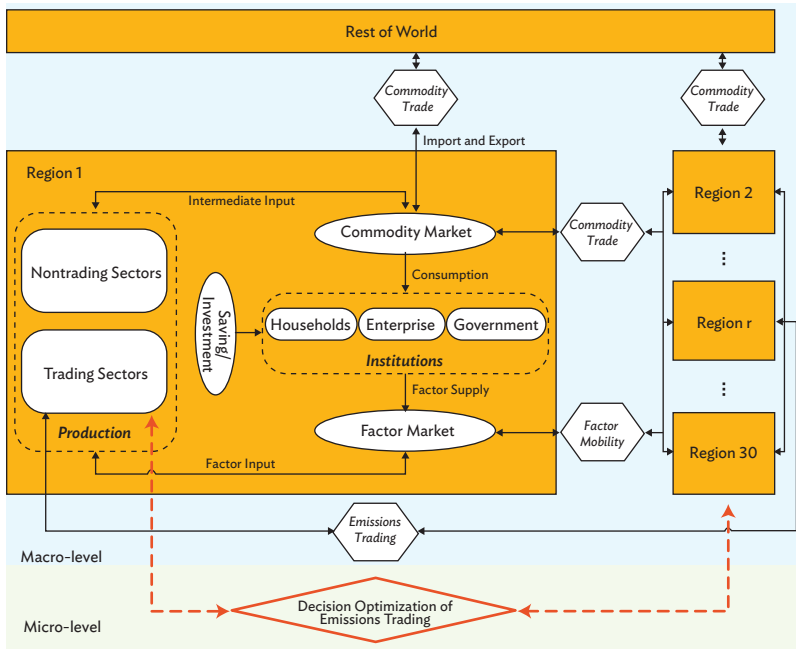 Rest of World
Commodity
Trade
Commodity
Trade
Import and Export
Region 1
Intermediate Input
Commodity Market
Commodity
Trade
Region 2
...
Nontrading Sectors
Consumption
Saving/
Investment
Households
Enterprise
Government
Institutions
Region r
...
Trading Sectors
Factor Supply
Production
Factor Market
Factor
Mobility
Region 30
Factor Input
Emissions
Trading
Macro-level
Decision Optimization of
Emissions Trading
Micro-level